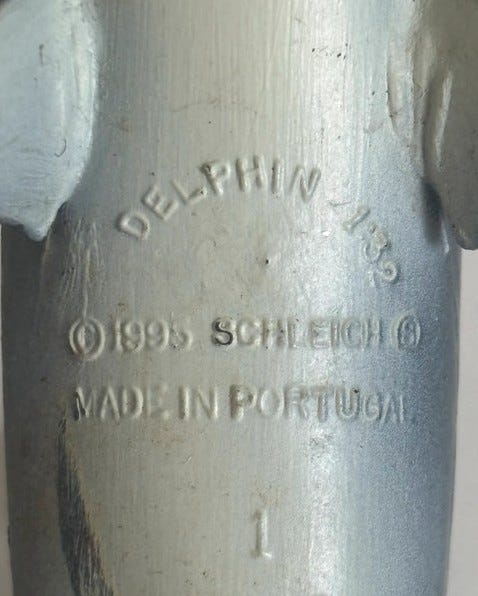 DELPHIN 1:32
© 1995 SCHLEICH ®
MADE IN PORTUGAL
1